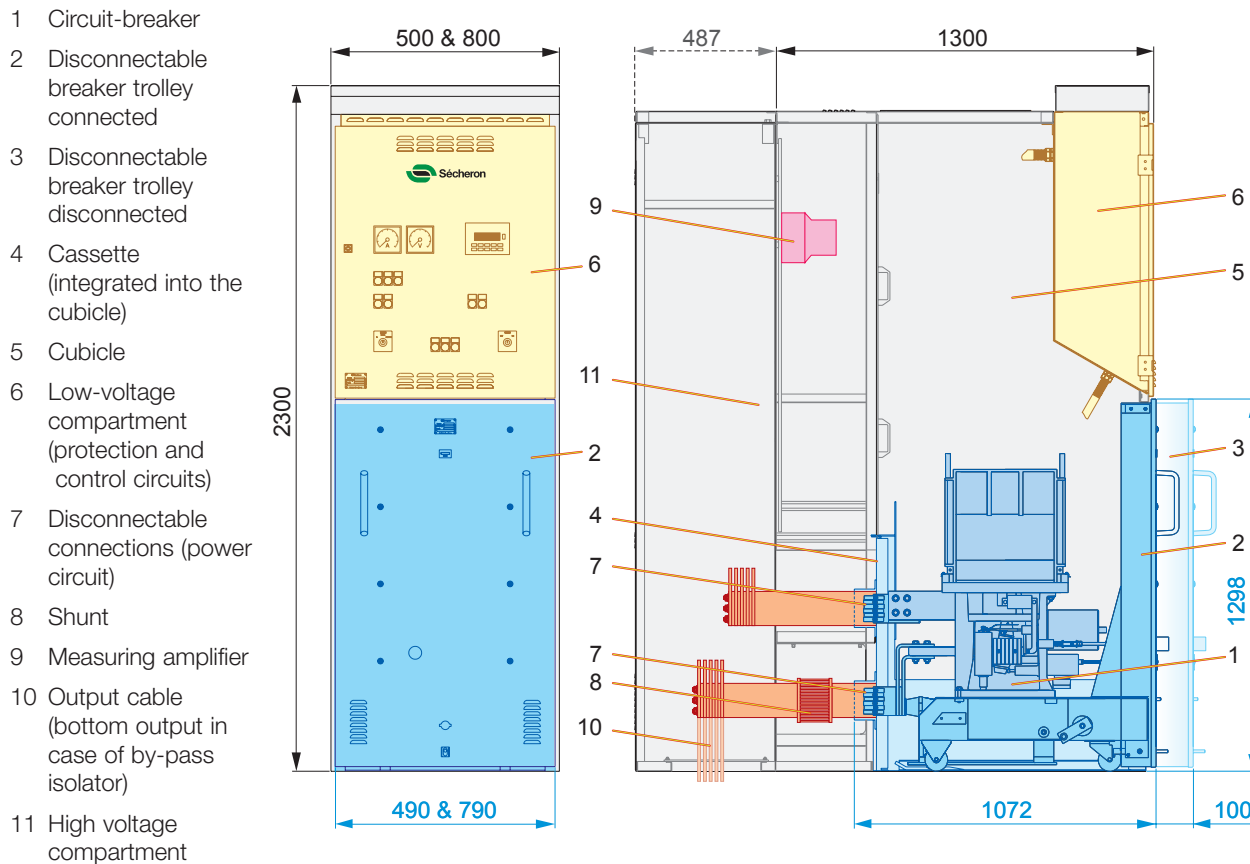 1 Circuit-breaker
2 Disconnectable
breaker trolley
connected
3 Disconnectable
breaker trolley
disconnected
4 Cassette
(integrated into the
cubicle)
5 Cubicle
6 Low-voltage
compartment
(protection and
control circuits)
7 Disconnectable
connections (power
circuit)
8 Shunt
9 Measuring amplifier
10 Output cable
(bottom output in
case of by-pass
isolator)
11 High voltage
compartment
500 & 800
2300
Sécheron
A
V
6
2
490 & 790
487
1300
9
11
4
7
7
8
10
6
5
3
2
1
1298
1072
100